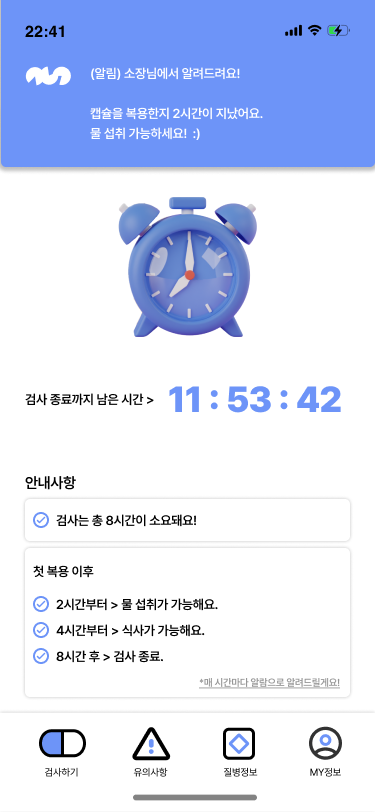 22:41
(알림) 소장님에서 알려드려요!
캡슐을 복용한지 2시간이 지났어요.
물 섭취 가능하세요! :)
검사 종료까지 남은 시간 > 11 : 53 : 42
안내사항
검사는 총 8시간이 소요돼요!
첫 복용 이후
2시간부터 > 물 섭취가 가능해요.
4시간부터 > 식사가 가능해요.
8시간 후 > 검사 종료.
*매 시간마다 알람으로 알려드릴게요!
검사하기 유의사항 질병정보 MY정보